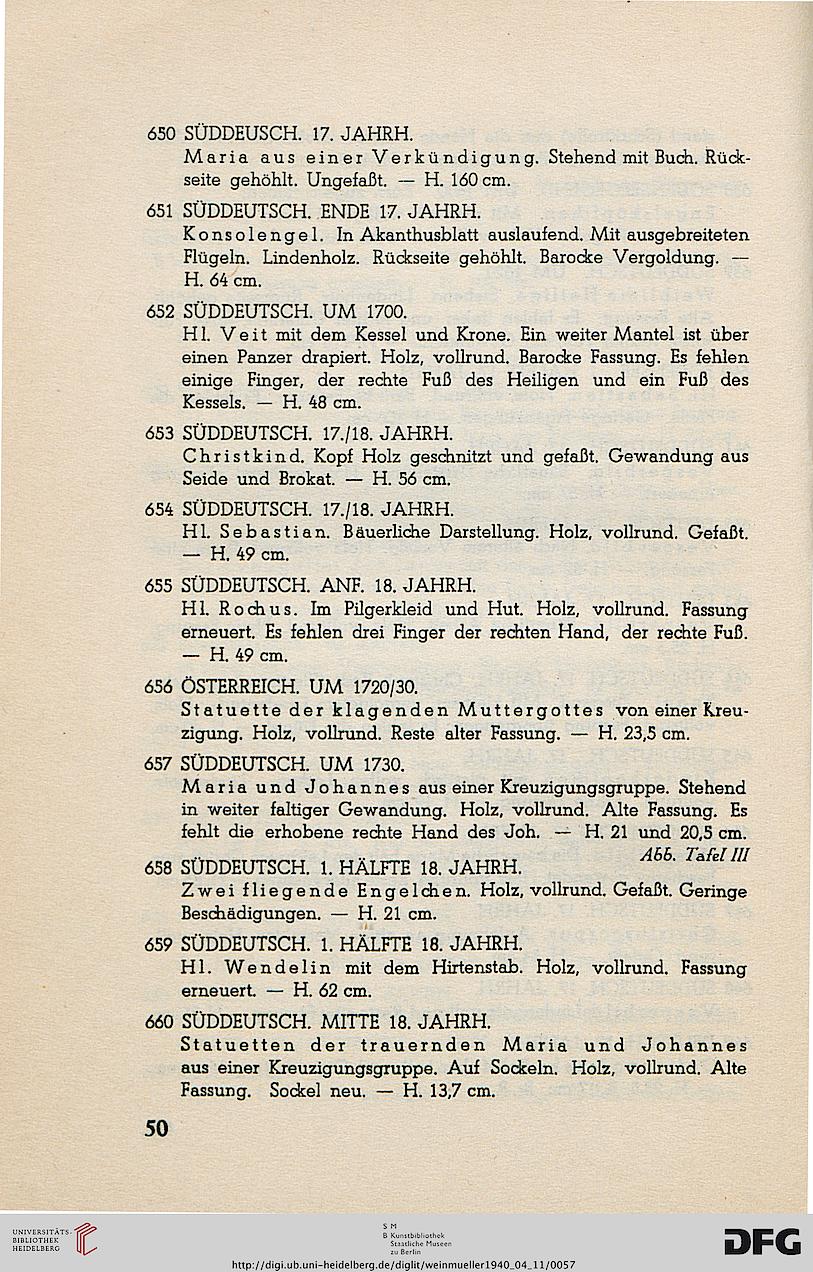 650 SÜDDEUSCH. 17. JAHRH.
Maria aus einer Verkündigung. Stehend mit Buch. Rück-
seite gehöhlt. Ungefaßt. — H. 160 cm.
651 SÜDDEUTSCH. ENDE 17. JAHRH.
Konsolengel. In Akanthusblatt auslaufend. Mit ausgebreiteten
Flügeln. Lindenholz. Rückseite gehöhlt. Barocke Vergoldung. —
H. 64 cm.
652 SÜDDEUTSCH. UM 1700.
Hl. Veit mit dem Kessel und Krone. Ein weiter Mantel ist über
einen Panzer drapiert. Holz, vollrund. Barocke Fassung. Es fehlen
einige Finger, der rechte Fuß des Heiligen und ein Fuß des
Kessels. — H. 48 cm.
653 SÜDDEUTSCH. 17./18. JAHRH.
Christkind. Kopf Holz geschnitzt und gefaßt. Gewandung aus
Seide und Brokat. — H. 56 cm.
654 SÜDDEUTSCH. 17./18. JAHRH.
Hl. Sebastian. Bäuerliche Darstellung. Holz, vollrund. Gefaßt.
— H. 49 cm.
655 SÜDDEUTSCH. ANF. 18. JAHRH.
Hl. Rochus. Im Pilgerkleid und Hut. Holz, vollrund. Fassung
erneuert. Es fehlen drei Finger der rechten Hand, der rechte Fuß.
— H. 49 cm.
656 ÖSTERREICH. UM 1720/30.
Statuette der klagenden Muttergottes von einer Kreu-
zigung. Holz, vollrund. Reste alter Fassung. — H. 23,5 cm.
657 SÜDDEUTSCH. UM 1730.
Maria und Johannes aus einer Kreuzigungsgruppe. Stehend
in weiter faltiger Gewandung. Holz, vollrund. Alte Fassung. Es
fehlt die erhobene rechte Hand des Joh. — H. 21 und 20,5 cm.
Abb. Tafel III
658 SÜDDEUTSCH. 1. HÄLFTE 18. JAHRH.
Zwei fliegende Engelchen. Holz, vollrund. Gefaßt. Geringe
Beschädigungen. — H. 21 cm.
659 SÜDDEUTSCH. 1. HÄLFTE 18. JAHRH.
Hl. Wendelin mit dem Hirtenstab. Holz, vollrund. Fassung
erneuert. — H. 62 cm.
660 SÜDDEUTSCH. MITTE 18. JAHRH.
Statuetten der trauernden Maria und Johannes
aus einer Kreuzigungsgruppe. Auf Sockeln. Holz, vollrund. Alte
Fassung. Sockel neu. — H. 13,7 cm.
50
UNIVERSITÄTS-
BIBLIOTHEK
HEIDELBERG
S M
B Kunstbibliothek
Staatliche Museen
zu Berlin
DFG
http://digi.ub.uni-heidelberg.de/diglit/weinmueller1940_04_11/0057